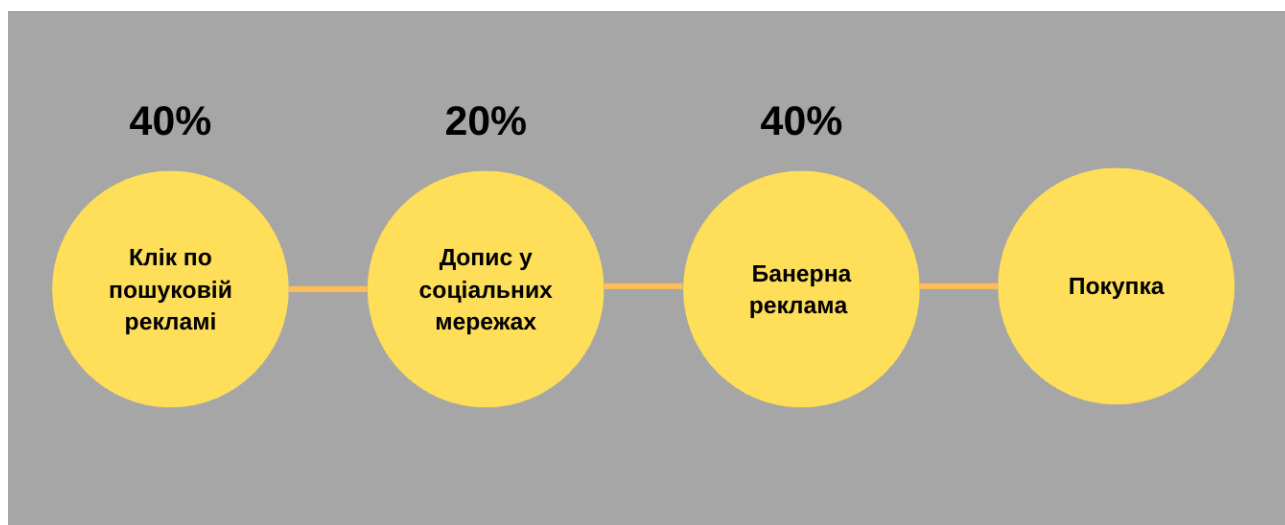 40%
20%
40%
Клік по
пошуковій
рекламі
Допис у
соціальних
мережах
Банерна
реклама
Покупка